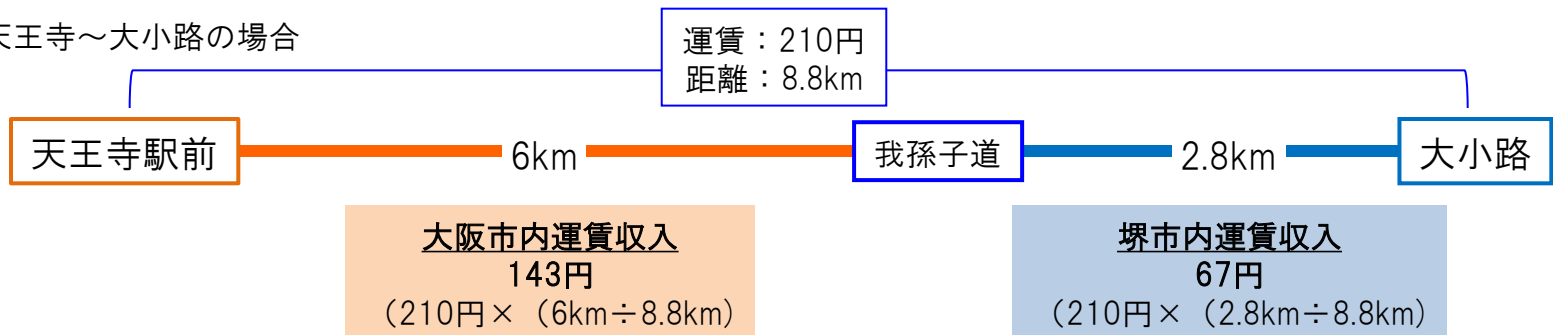 天王寺～大小路の場合
運賃：210円
距離：8.8km
天王寺駅前
6km
我孫子道
2.8km
大小路
大阪市内運賃収入
143円
（210円×（6km÷8.8km）
堺市内運賃収入
67円
（210円×（2.8km÷8.8km）